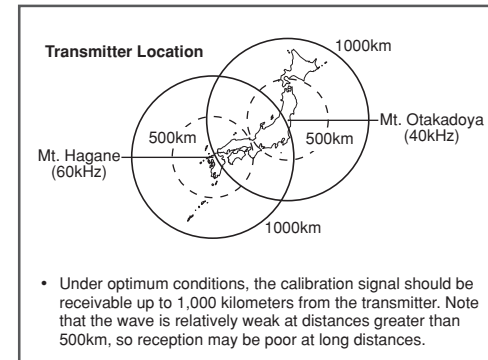 Transmitter Location
1000km
500km
Mt. Otakadoya
(40kHz)
500km
Mt. Hagane
(60kHz)
1000km
• Under optimum conditions, the calibration signal should be
receivable up to 1,000 kilometers from the transmitter. Note
that the wave is relatively weak at distances greater than
500km, so reception may be poor at long distances.